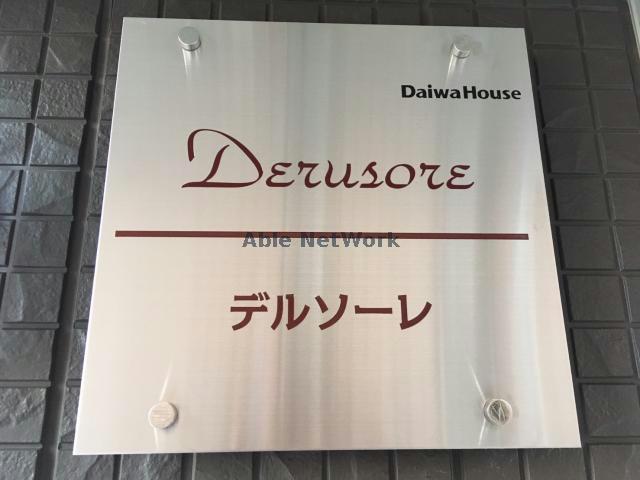 DaiwaHouse
Derusore
Able NetWork
デルソーレ